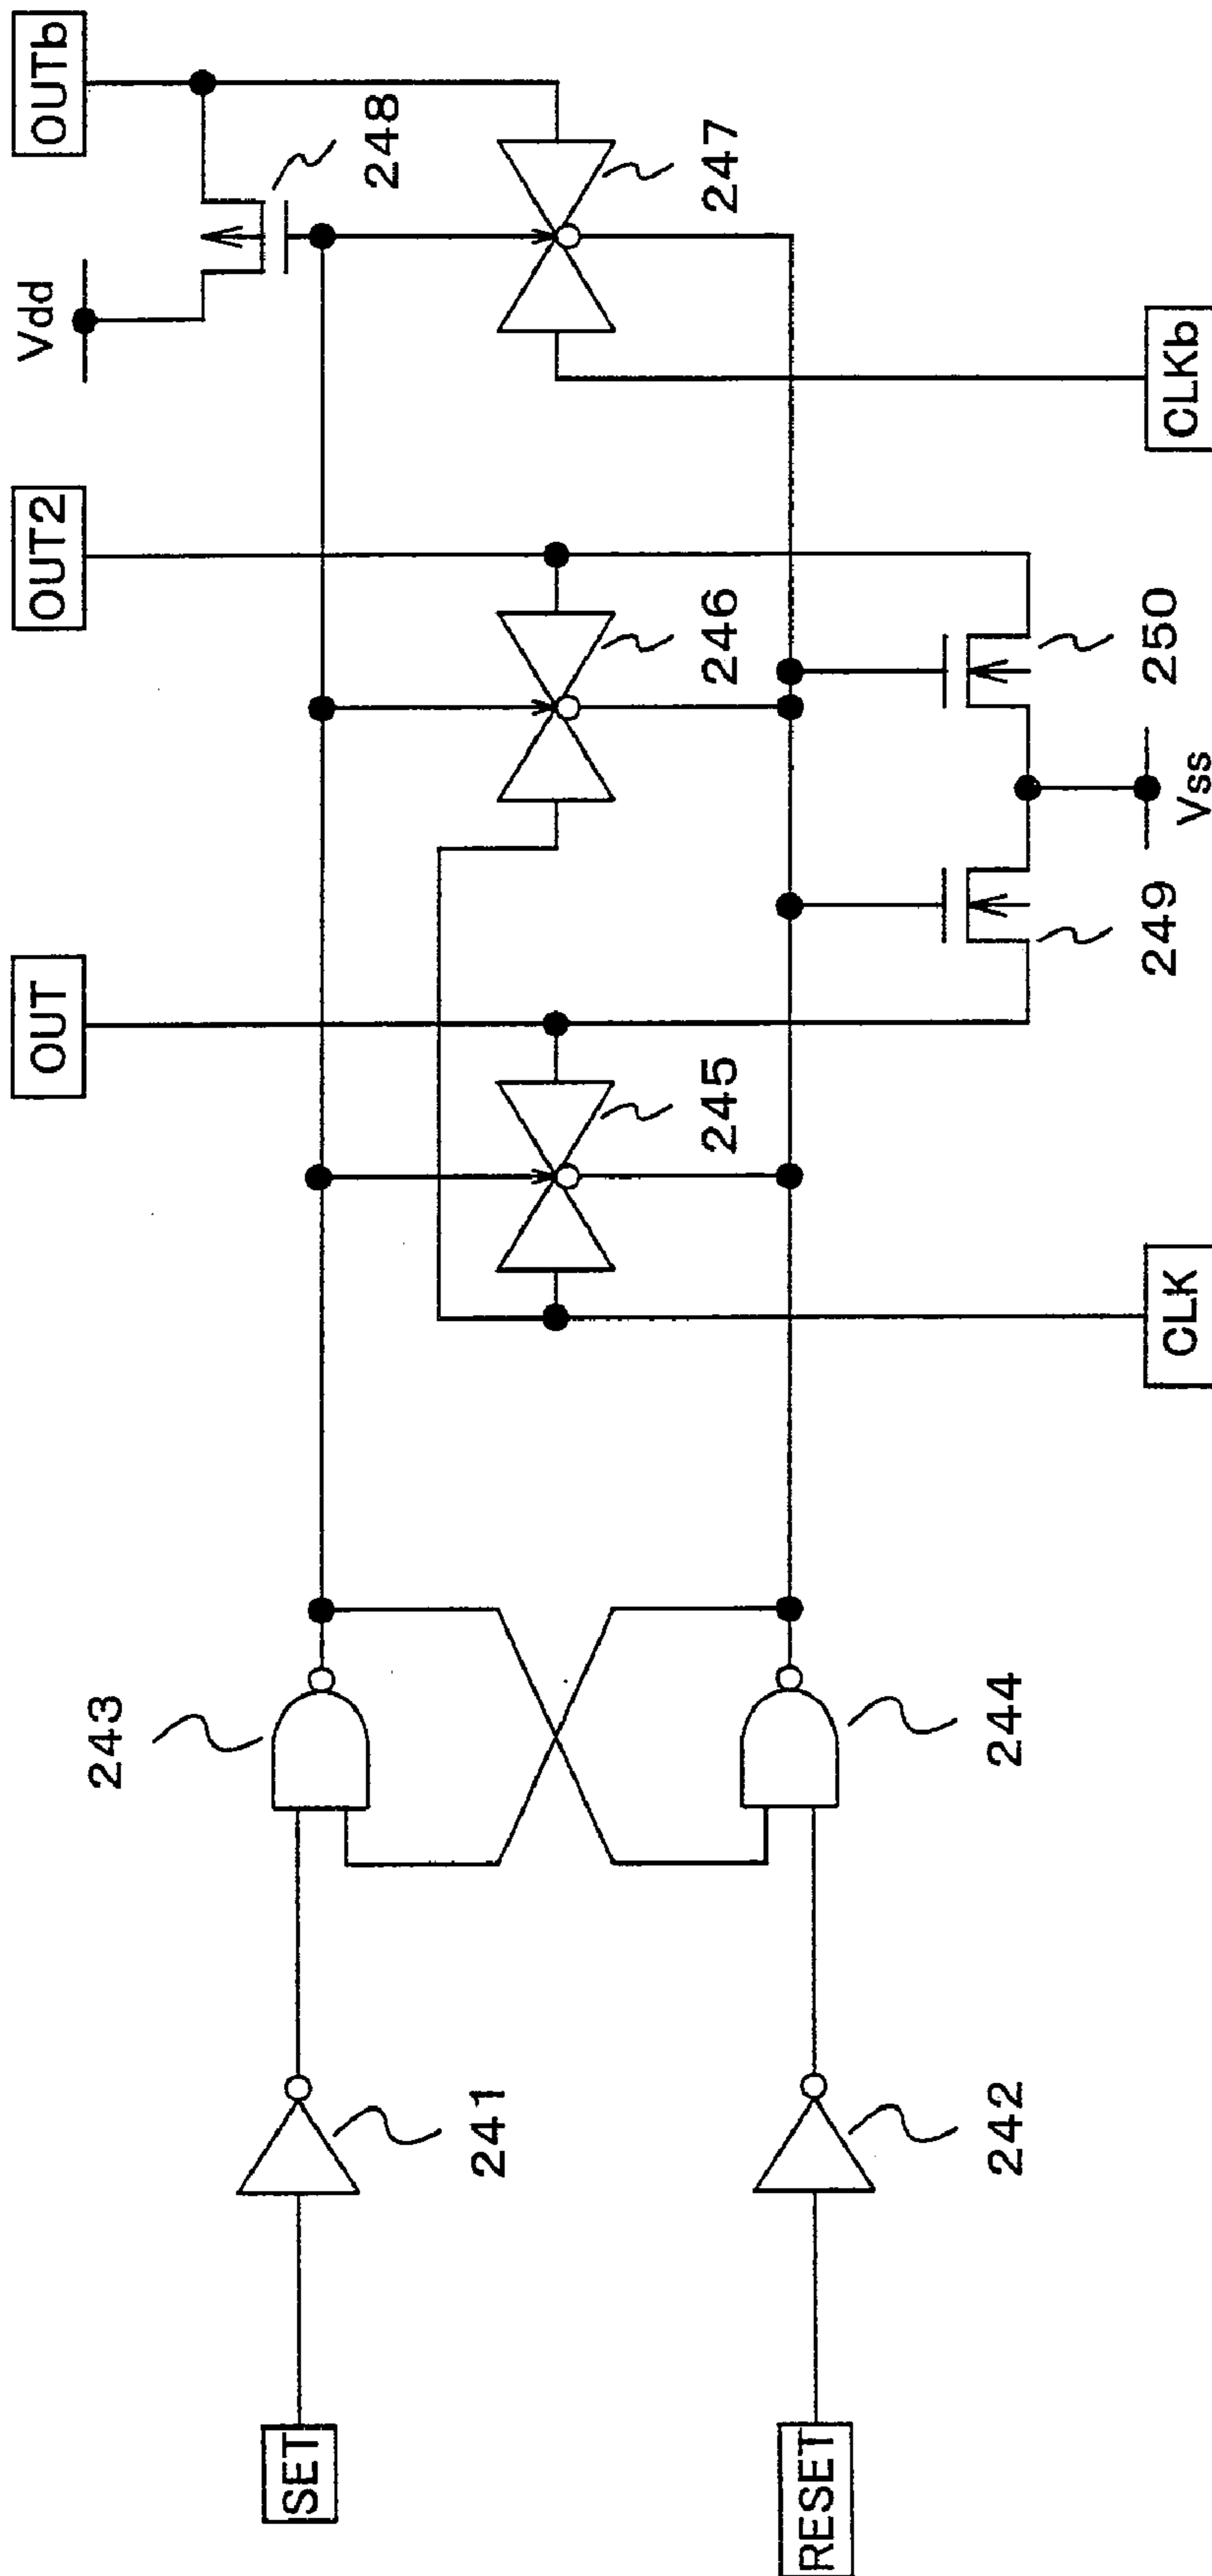 OUT
OUT2
OUTb
Vdd
248
243
245
246
247
241
244
249
250
242
Vss
SET
RESET
CLK
CLKb